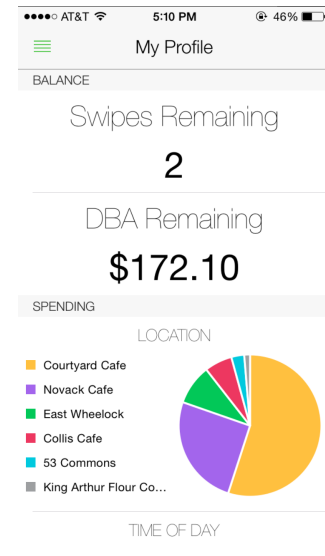 AT&T 5:10 PM 46%
My Profile
BALANCE
Swipes Remaining
2
DBA Remaining
$172.10
SPENDING
LOCATION
Courtyard Cafe
Novack Cafe
East Wheelock
Collis Cafe
53 Commons
King Arthur Flour Co...
TIME OF DAY